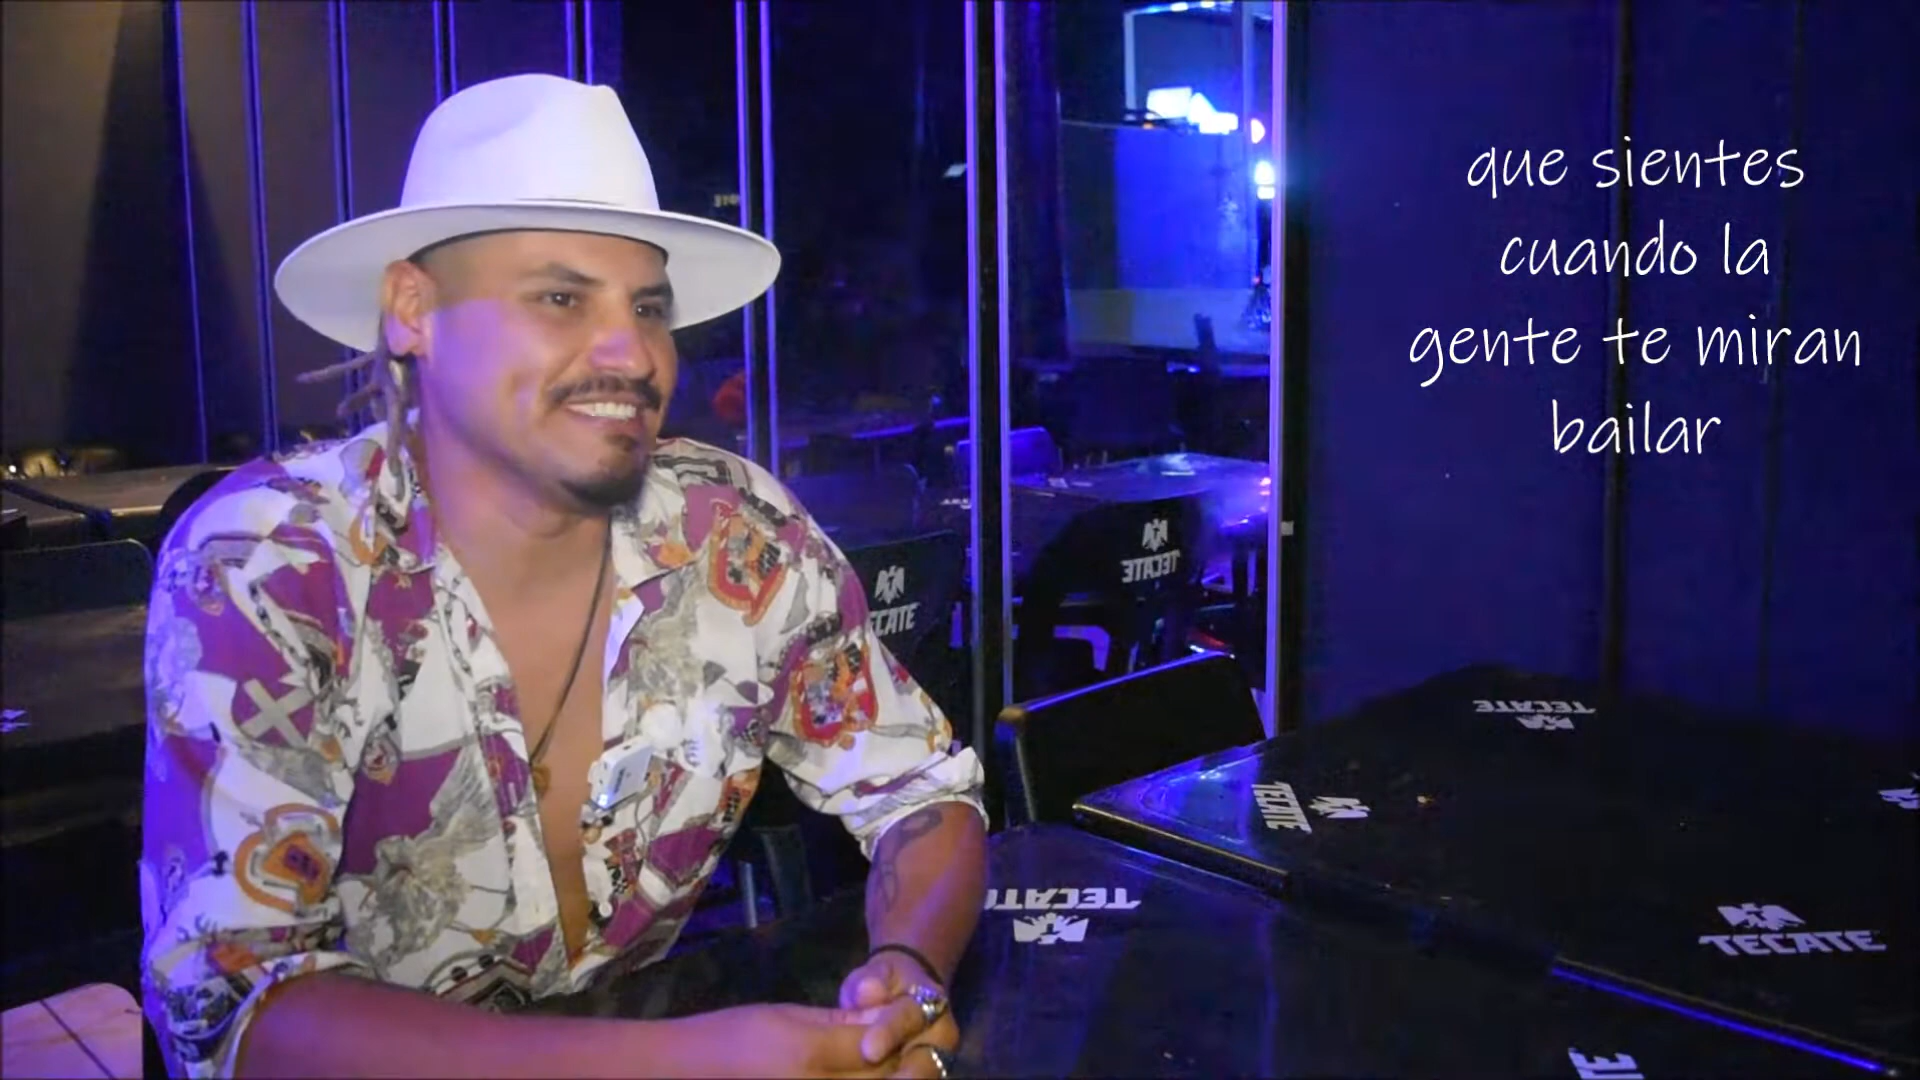 que sientes
cuando la
gente te miran
bailar
TECATE
TECATE
TECATE
TECATE
TECATE
TECATE